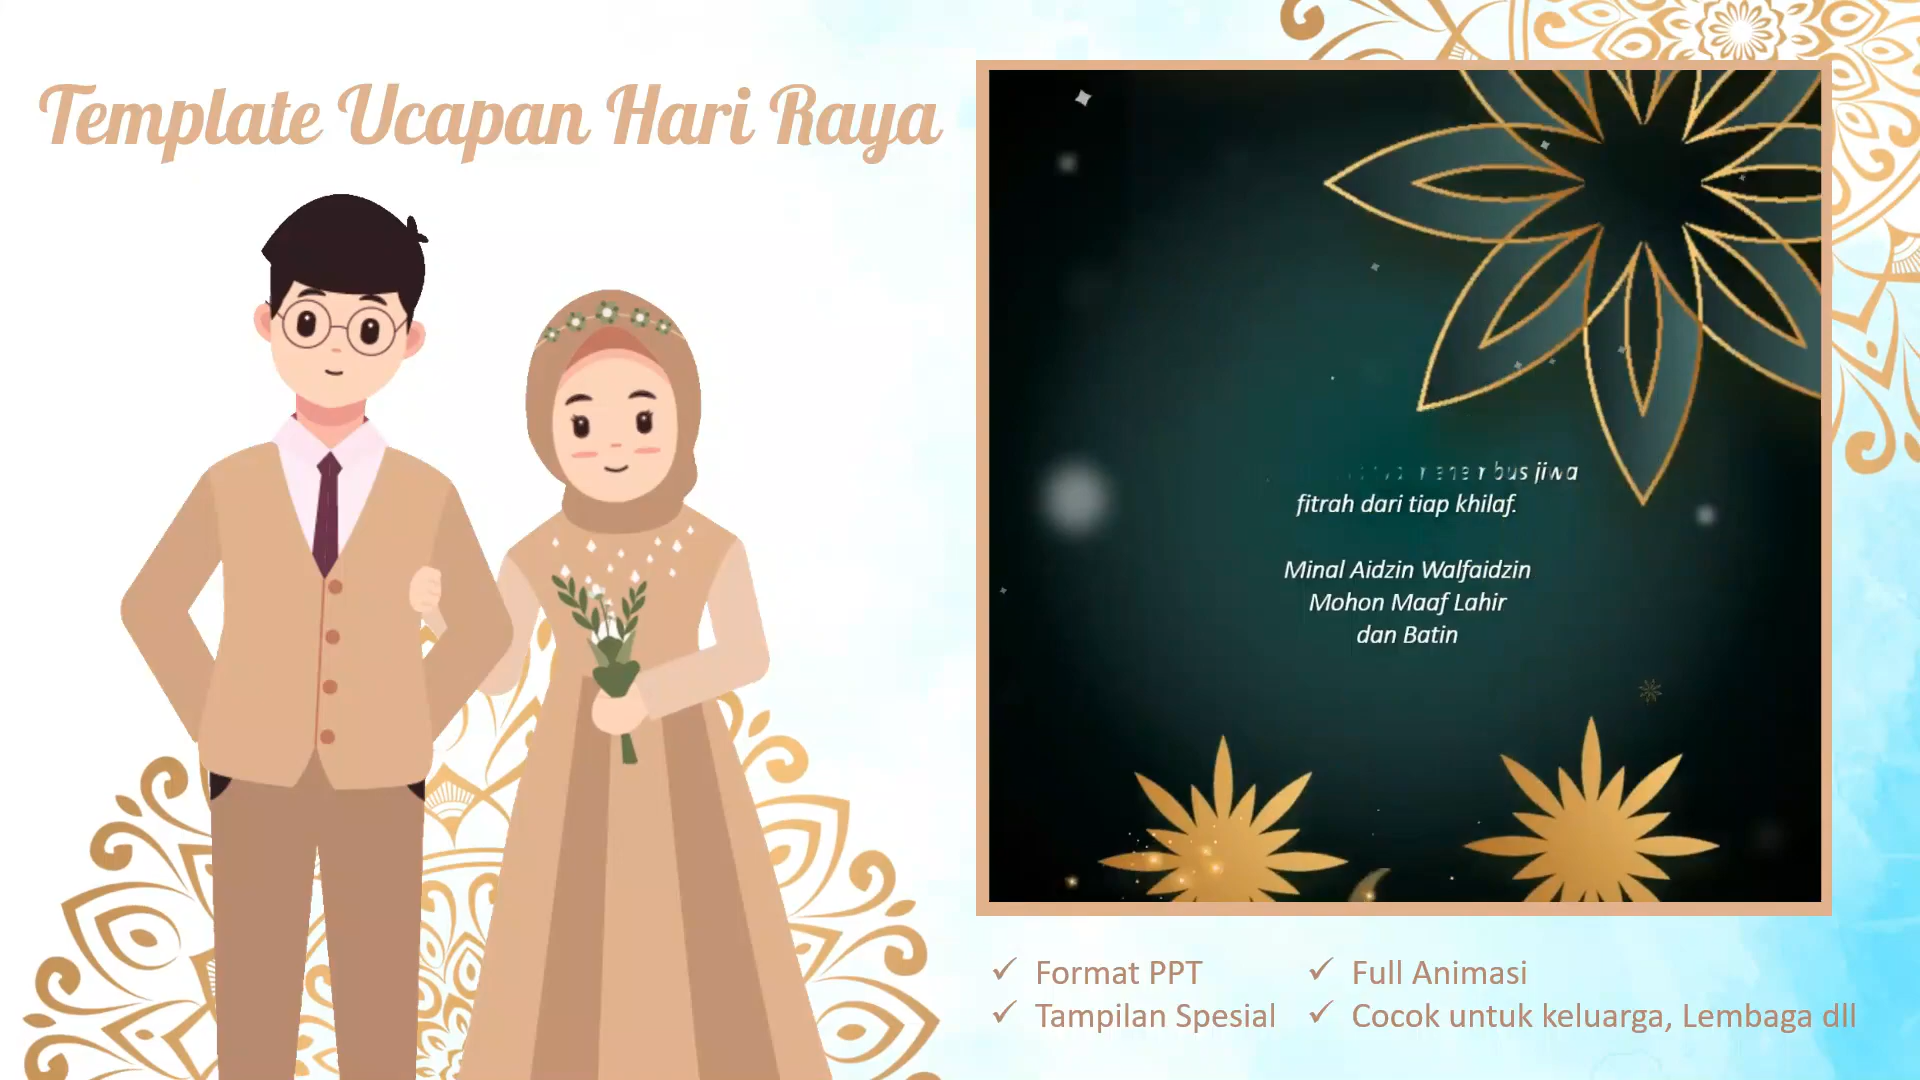 Template Ucapan Hari Raya
jiwa
fitrah dari tiap khilaf.
Minal Aidzin Walfaidzin
Mohon Maaf Lahir
dan Batin
✓ Format PPT
✓ Tampilan Spesial
✓ Full Animasi
✓ Cocok untuk keluarga, Lembaga dll